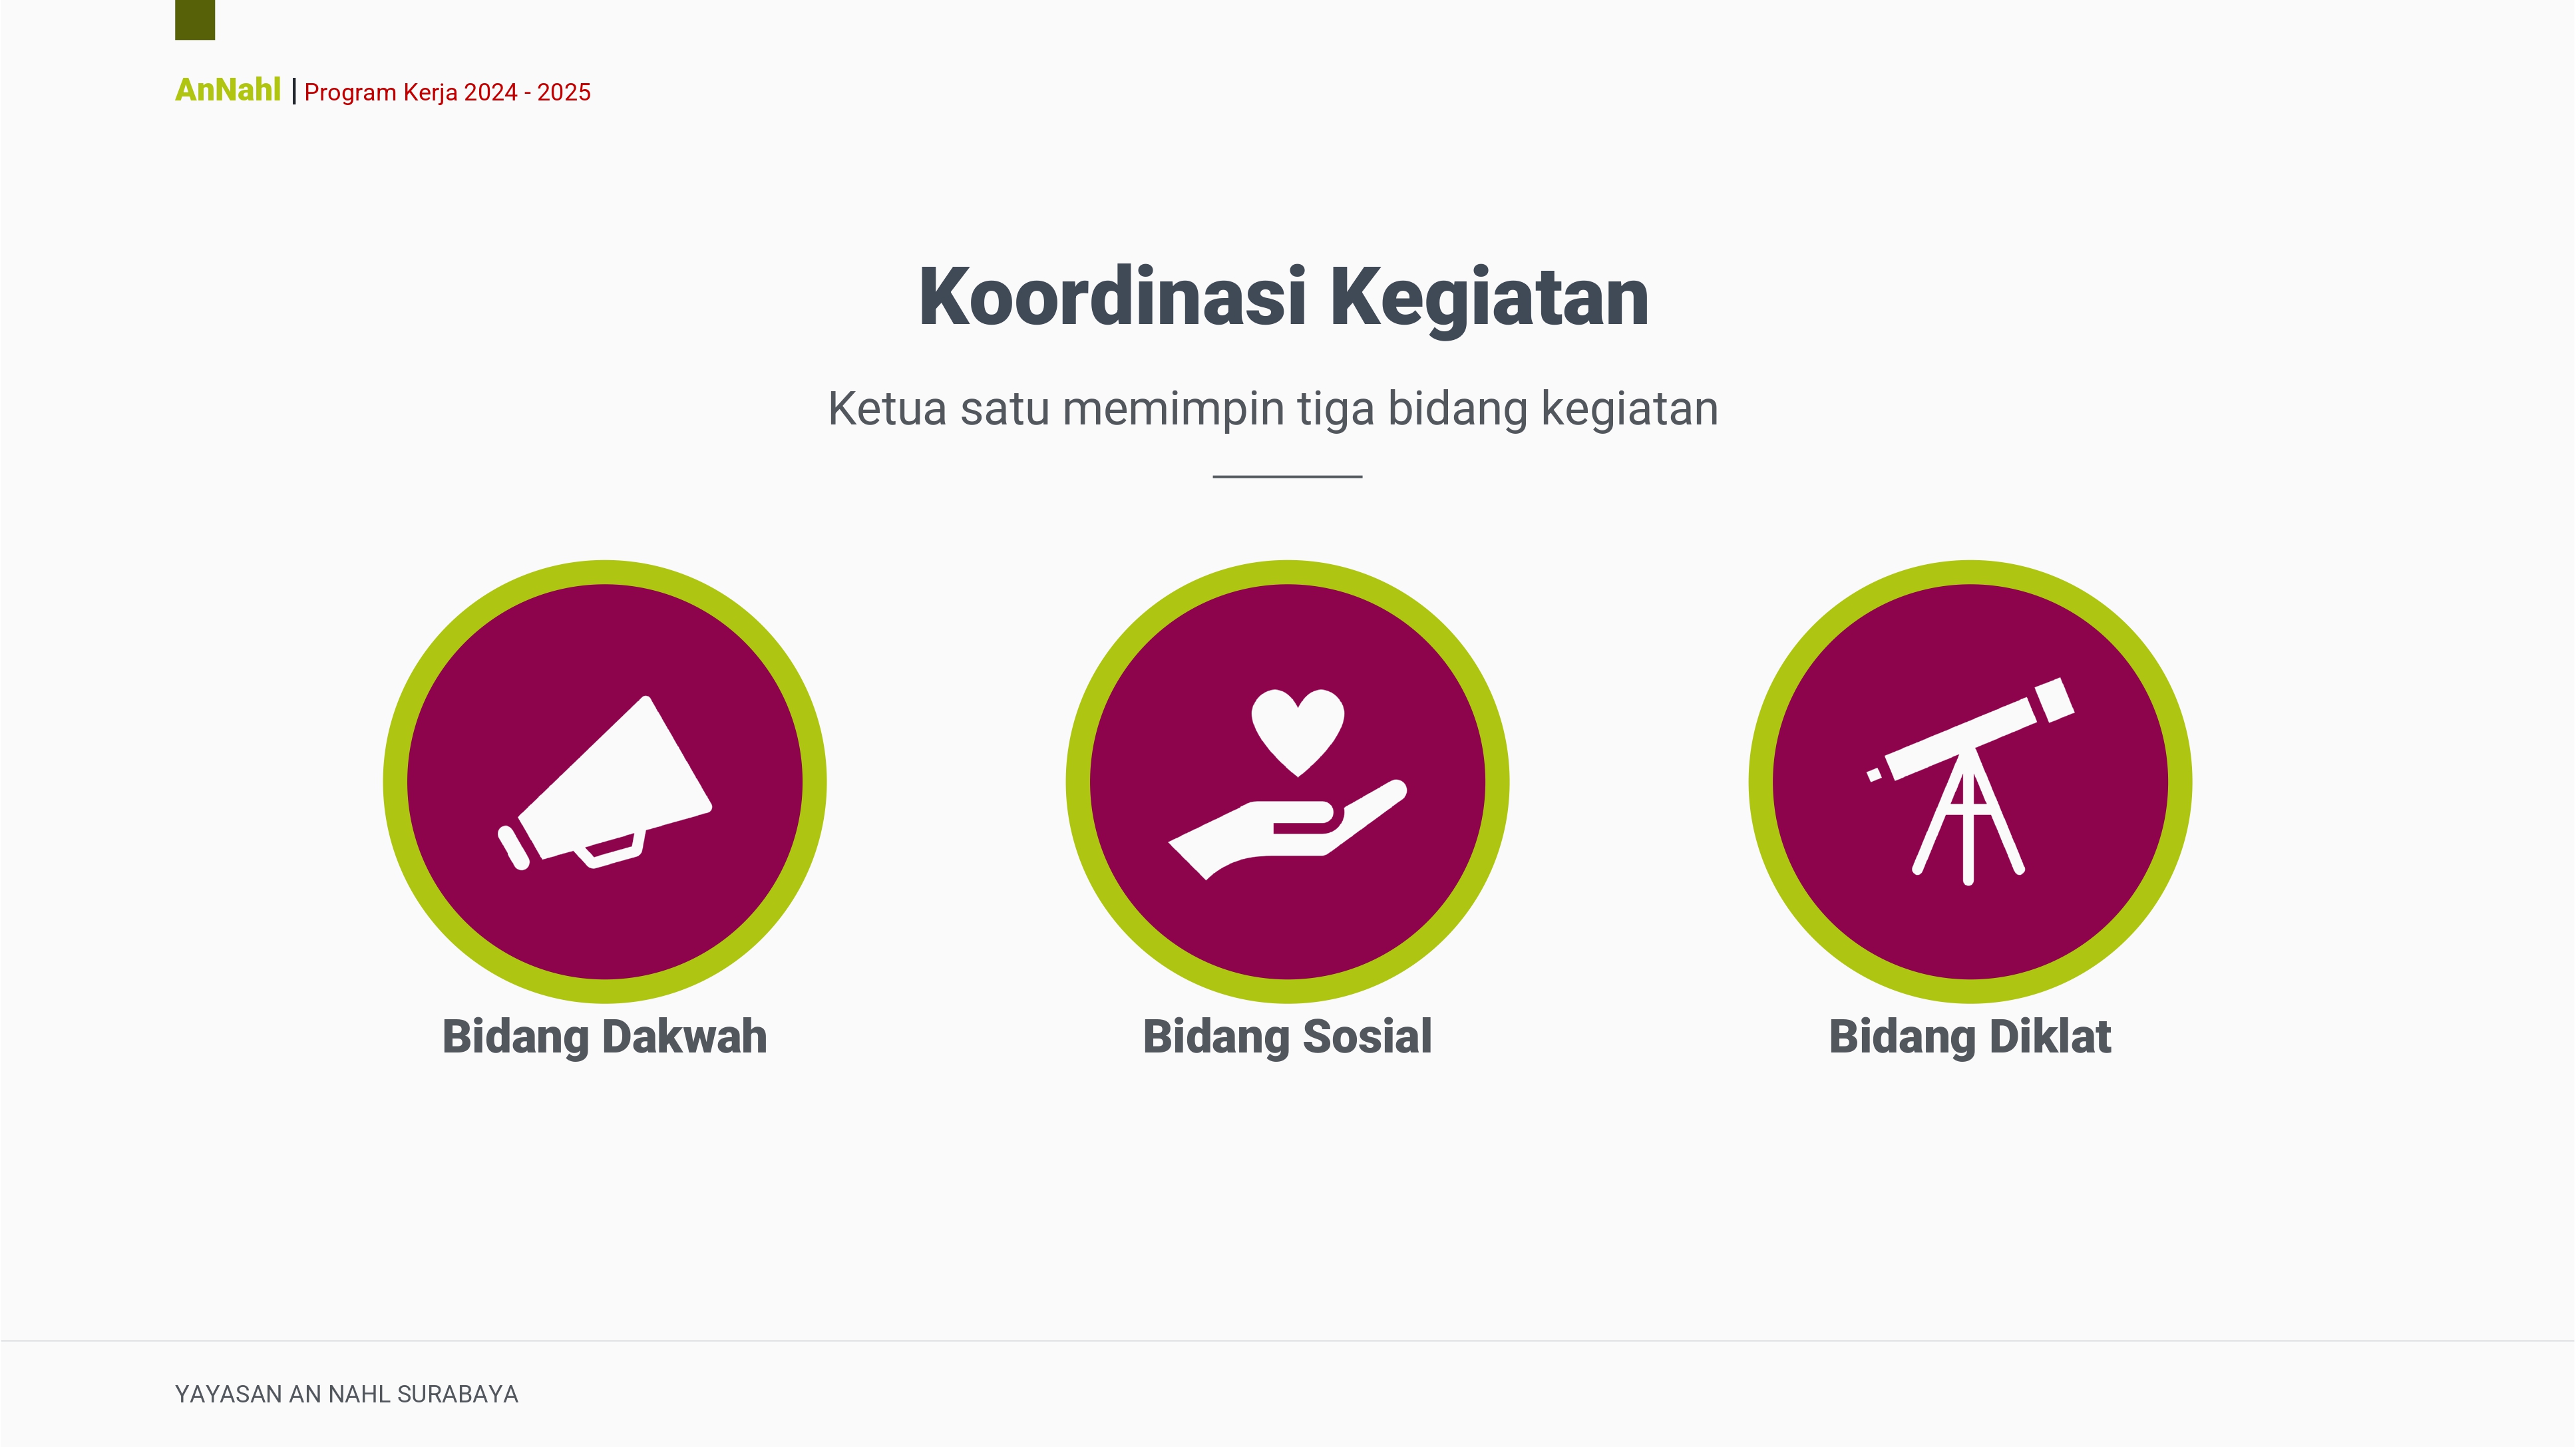 AnNahl | Program Kerja 2024 - 2025
Koordinasi Kegiatan
Ketua satu memimpin tiga bidang kegiatan
Bidang Dakwah
Bidang Sosial
Bidang Diklat
YAYASAN AN NAHL SURABAYA